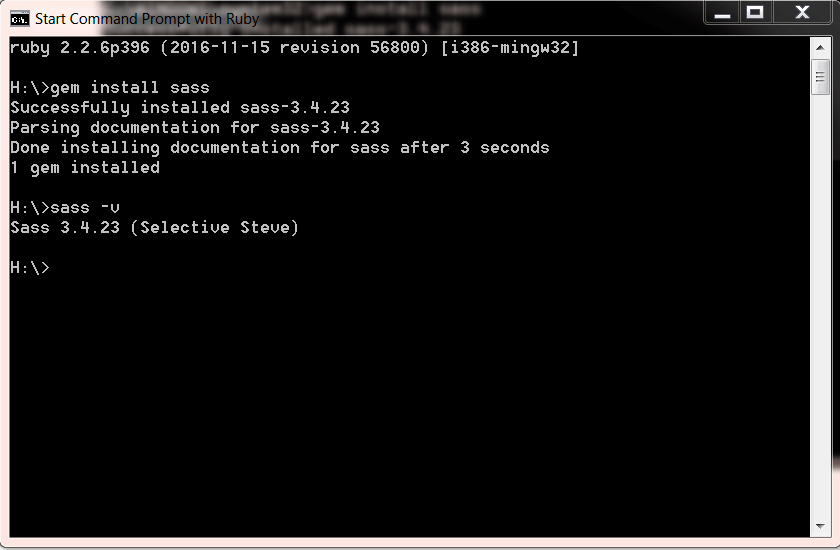 Start Command Prompt with Ruby
ruby 2.2.6p396 (2016-11-15 revision 56800) [i386-mingw32]
H:\>gem install sass
Successfully installed sass-3.4.23
Parsing documentation for sass-3.4.23
Done installing documentation for sass after 3 seconds
1 gem installed
H:\>sass -v
Sass 3.4.23 (Selective Steve)
H:\>